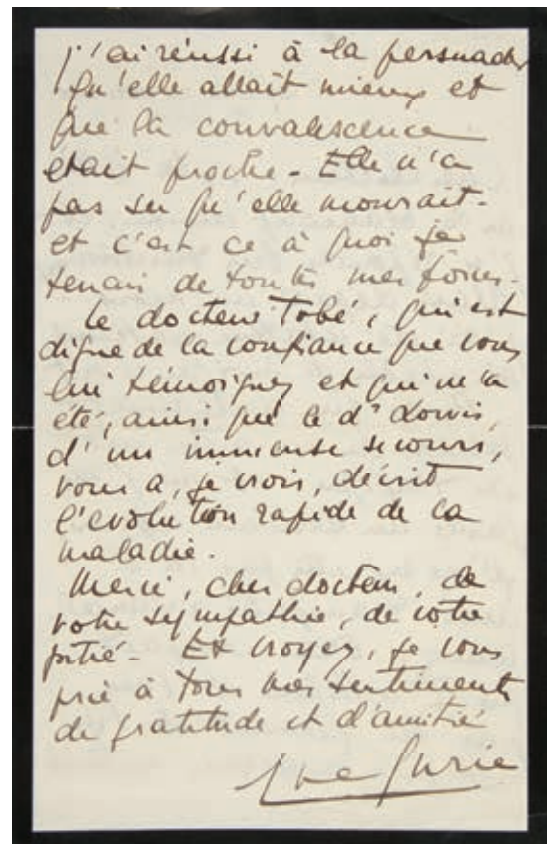 j'ai réussi à la persuader
qu'elle allait mieux et
que la convalescence
était proche - Elle n'a
pas su qu'elle mourait -
et c'est ce à quoi je
tenais de toutes mes forces -
Le docteur Tobé, qui est
digne de la confiance que vous
lui témoignez et qui m'a
été, ainsi que le dr Lowis,
d'un immense secours,
vous a, je crois, décrit
l'évolution rapide de la
maladie.
Merci, cher docteur, de
votre sympathie, de votre
pitié - Et croyez, je vous
prie à tous mes sentiments
de gratitude et d'amitié
Eve Curie